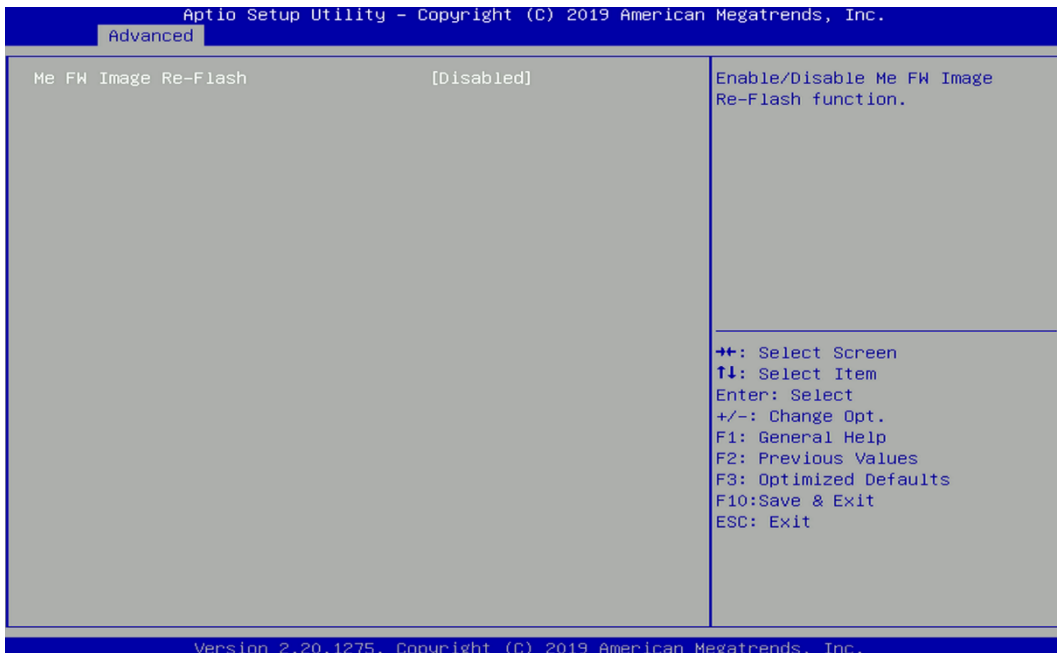 Aptio Setup Utility – Copyright (C) 2019 American Megatrends, Inc.
Advanced
Me FW Image Re-Flash [Disabled]
Enable/Disable Me FW Image
Re-Flash function.
→←: Select Screen
↑↓: Select Item
Enter: Select
+/-: Change Opt.
F1: General Help
F2: Previous Values
F3: Optimized Defaults
F10:Save & Exit
ESC: Exit
Version 2.20.1275. Copyright (C) 2019 American Megatrends, Inc.